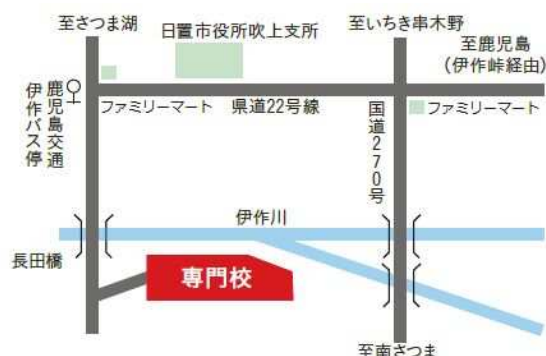 至さつま湖
日置市役所吹上支所
至いちき串木野
至鹿児島
(伊作峠経由)
鹿児島交通
伊作バス停
ファミリーマート
県道22号線
国道270号
ファミリーマート
伊作川
長田橋
専門校
至南さつま